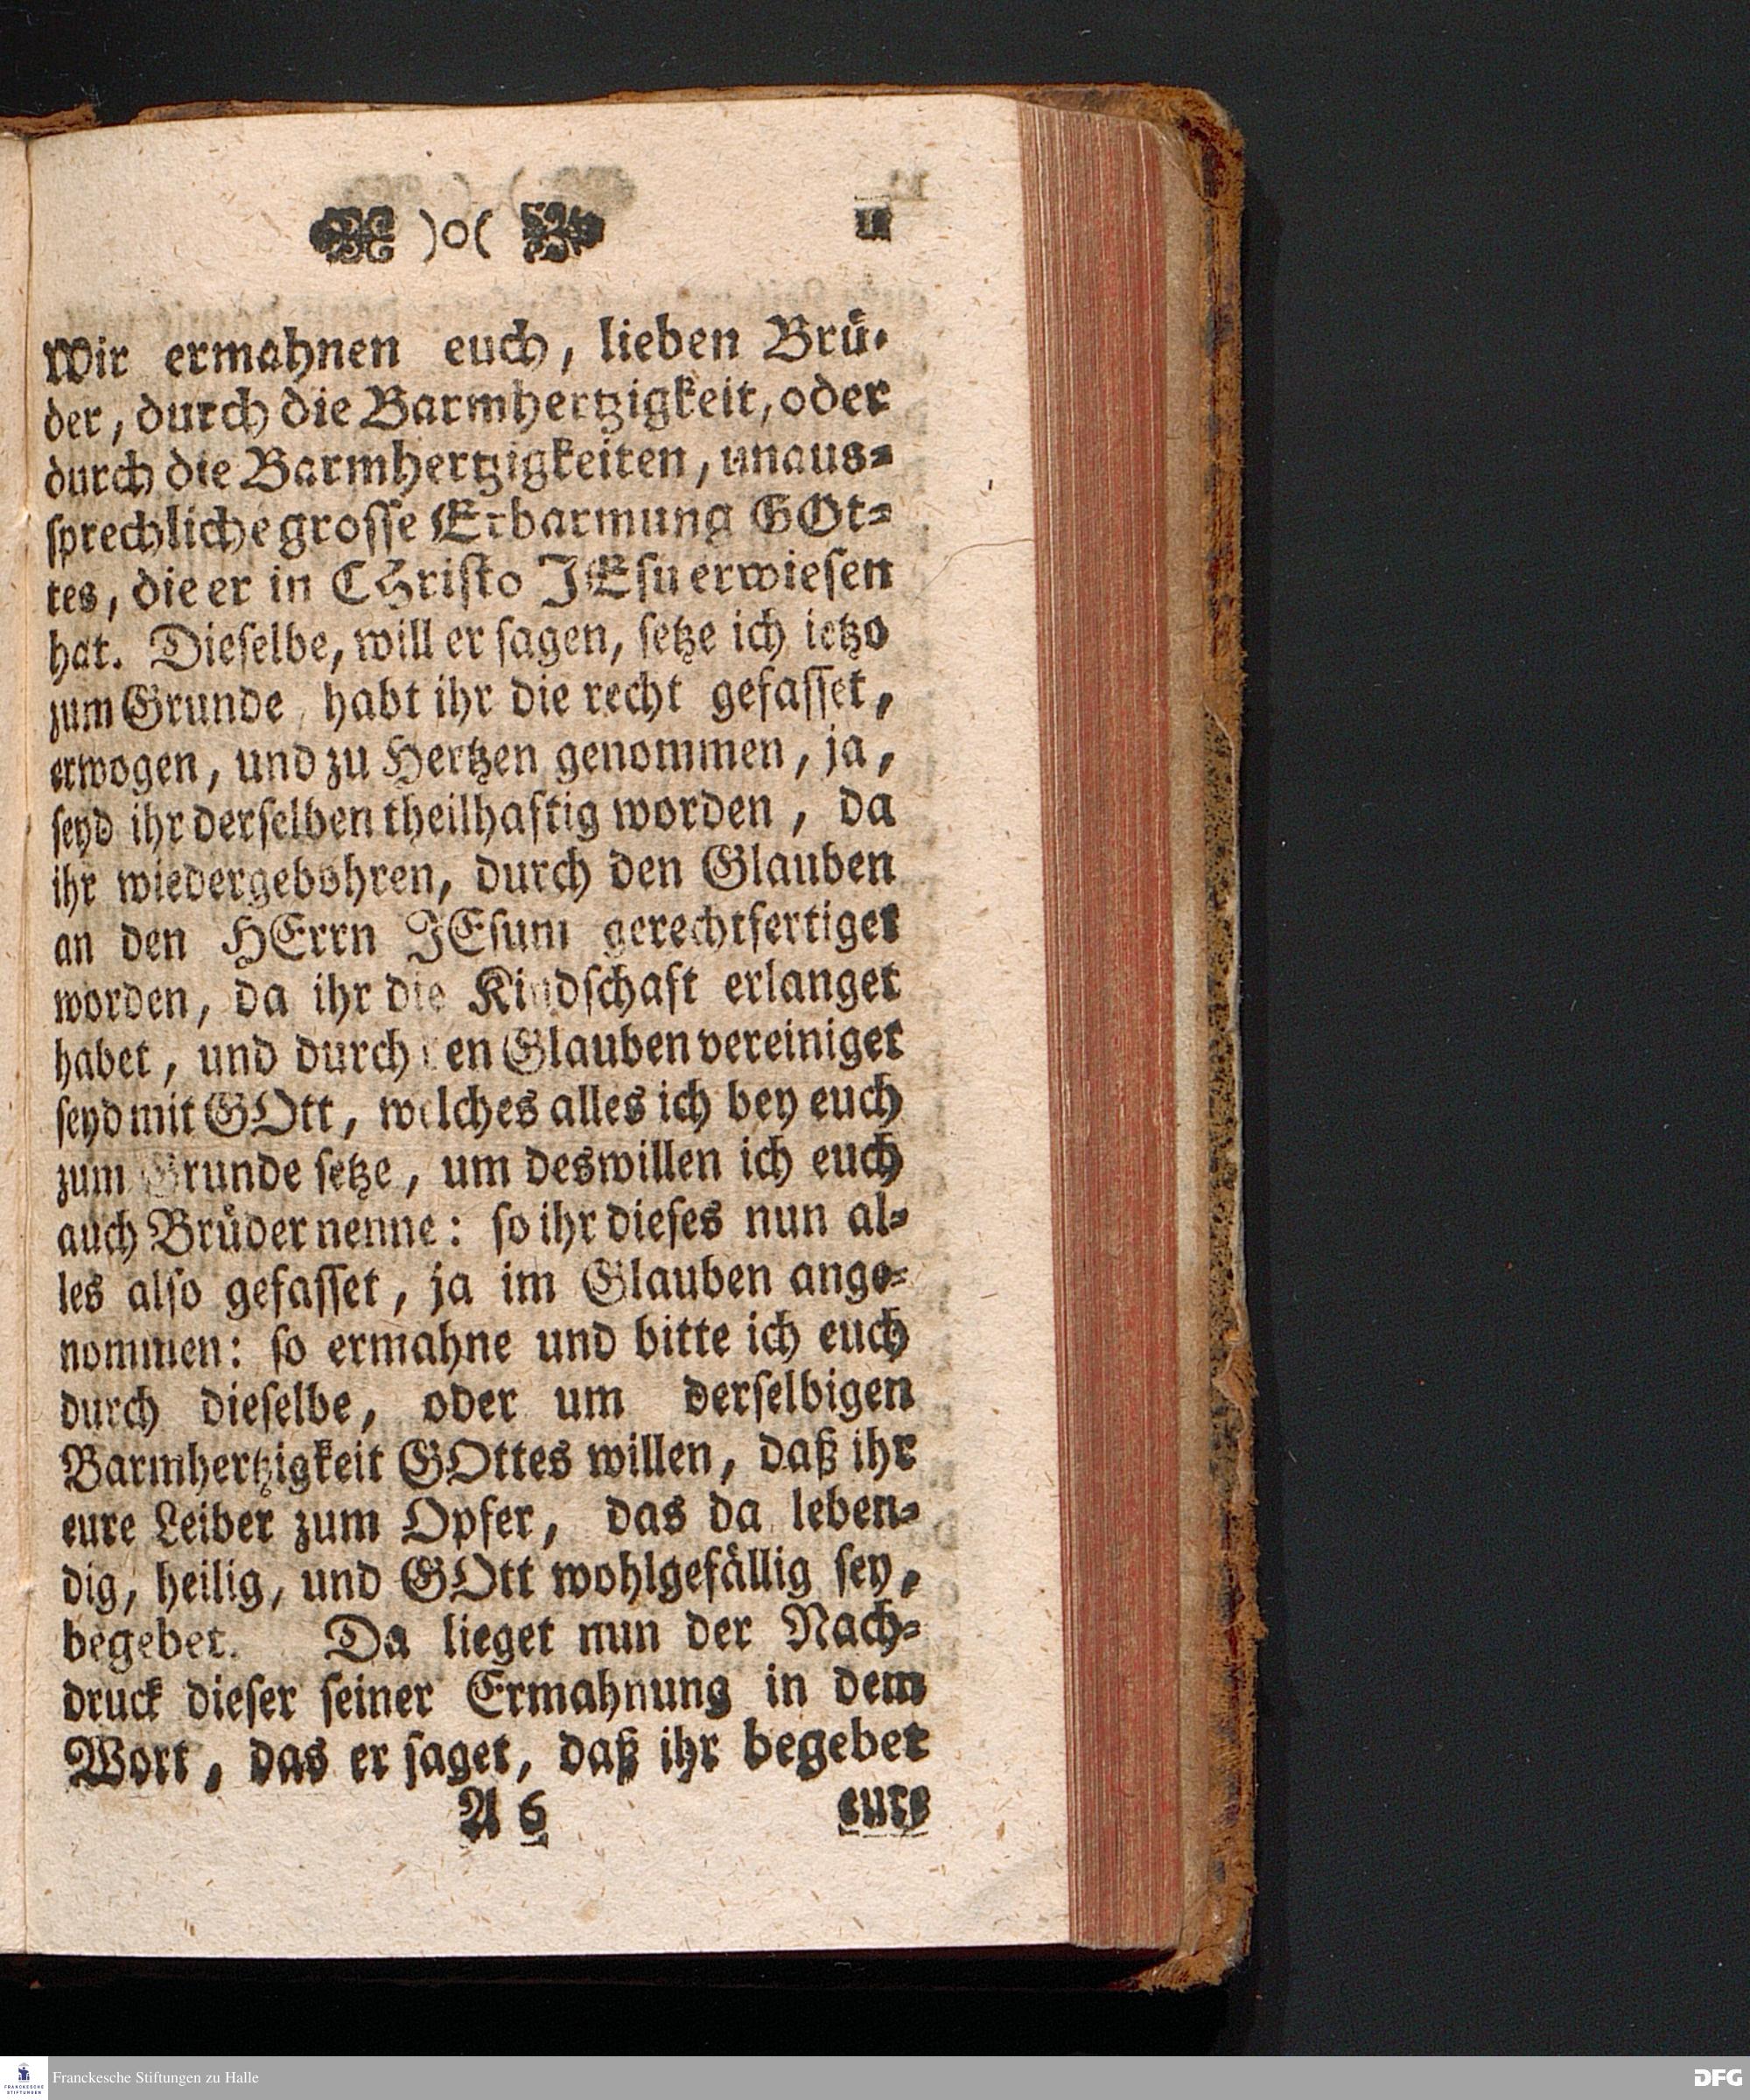 )o( 11
Wir ermahnen euch, lieben Brü-
der, durch die Barmhertzigkeit, oder
durch die Barmhertzigkeiten, unaus-
sprechliche grosse Erbarmung GOt-
tes, die er in CHristo JEsu erwiesen
hat. Dieselbe, will er sagen, setze ich ietzo
zum Grunde, habt ihr die recht gefasset,
erwogen, und zu Hertzen genommen, ja,
seyd ihr derselben theilhaftig worden, da
ihr wiedergebohren, durch den Glauben
an den HErrn JEsum gerechtfertiget
worden, da ihr die Kindschaft erlanget
habet, und durch den Glauben vereiniget
seyd mit GOtt, welches alles ich bey euch
zum Grunde setze, um deswillen ich euch
auch Brüder nenne: so ihr dieses nun al-
les also gefasset, ja im Glauben ange-
nommen: so ermahne und bitte ich euch
durch dieselbe, oder um derselbigen
Barmhertzigkeit GOttes willen, daß ihr
eure Leiber zum Opfer, das da leben-
dig, heilig, und GOtt wohlgefällig sey,
begebet. Da lieget nun der Nach-
druck dieser seiner Ermahnung in dem
Wort, das er saget, daß ihr begebet
A 6 eure
FRANCKESCHE STIFTUNGEN
Franckesche Stiftungen zu Halle
DFG